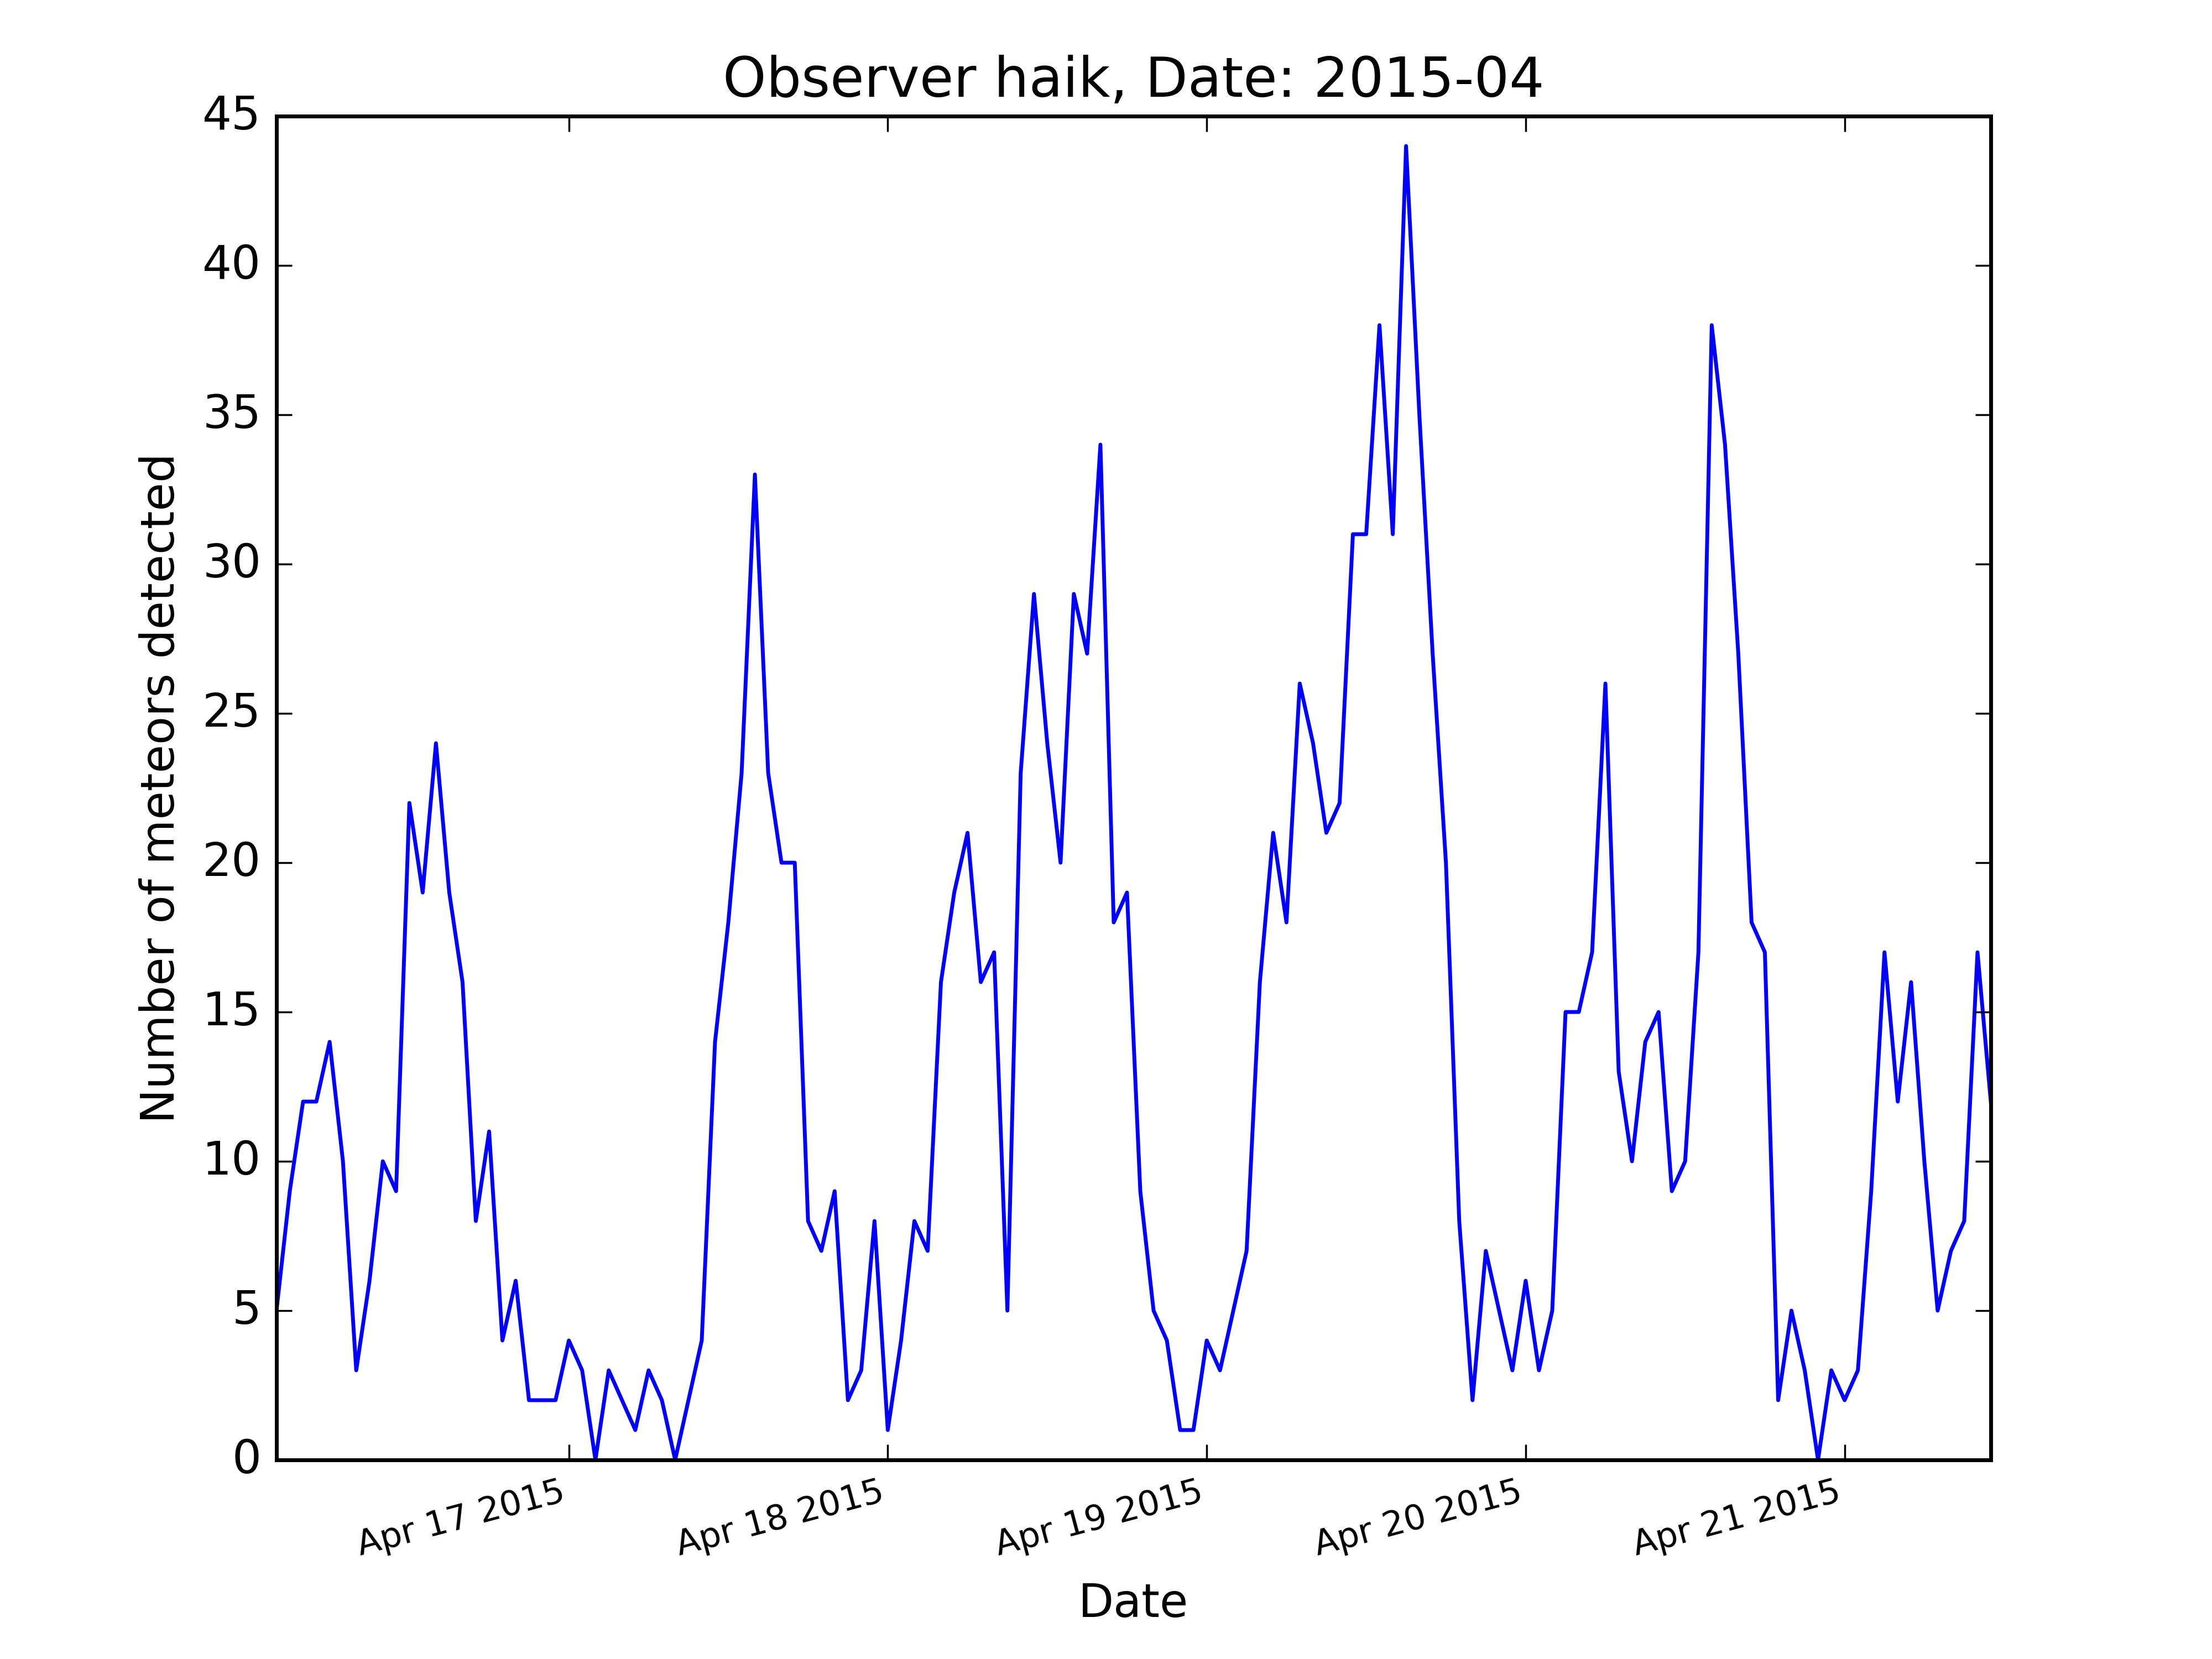 Observer haik, Date: 2015-04
Number of meteors detected
45
40
35
30
25
20
15
10
5
0
Apr 17 2015
Apr 18 2015
Apr 19 2015
Apr 20 2015
Apr 21 2015
Date